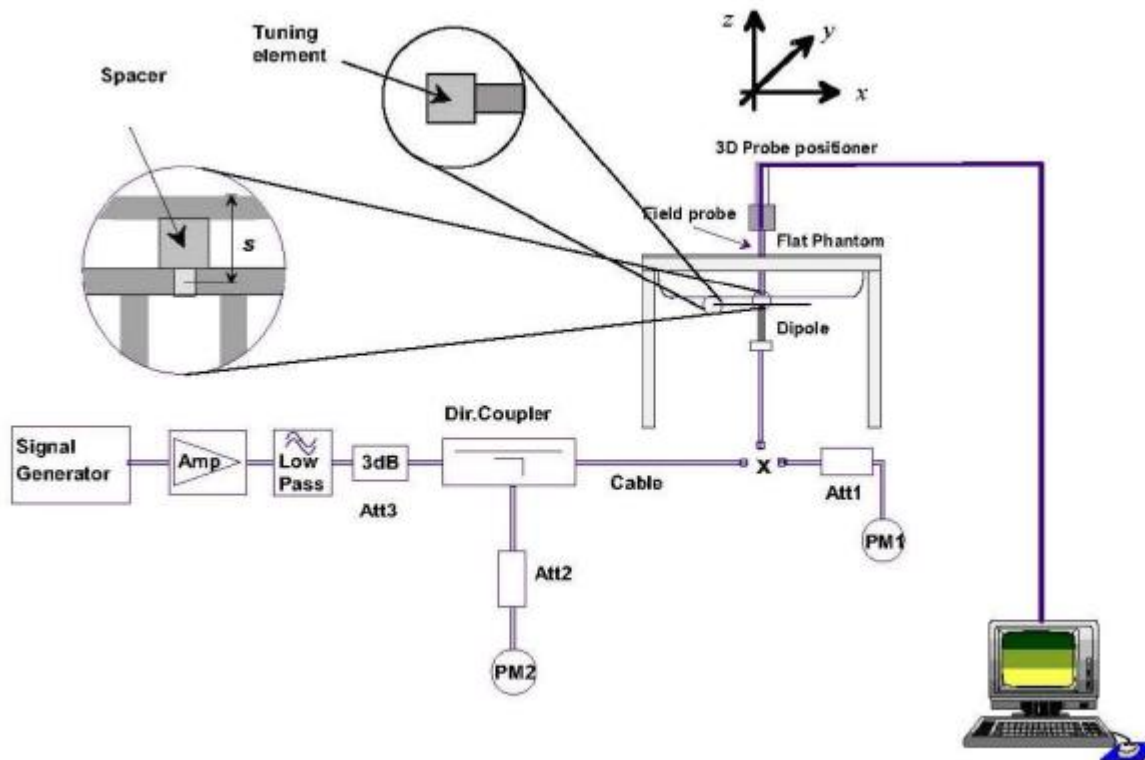 Tuning
element
Spacer
z
y
x
3D Probe positioner
Field probe
Flat Phantom
s
Dipole
Dir.Coupler
Signal
Generator
Amp
Low
Pass
3dB
Att3
Cable
X
Att1
PM1
Att2
PM2